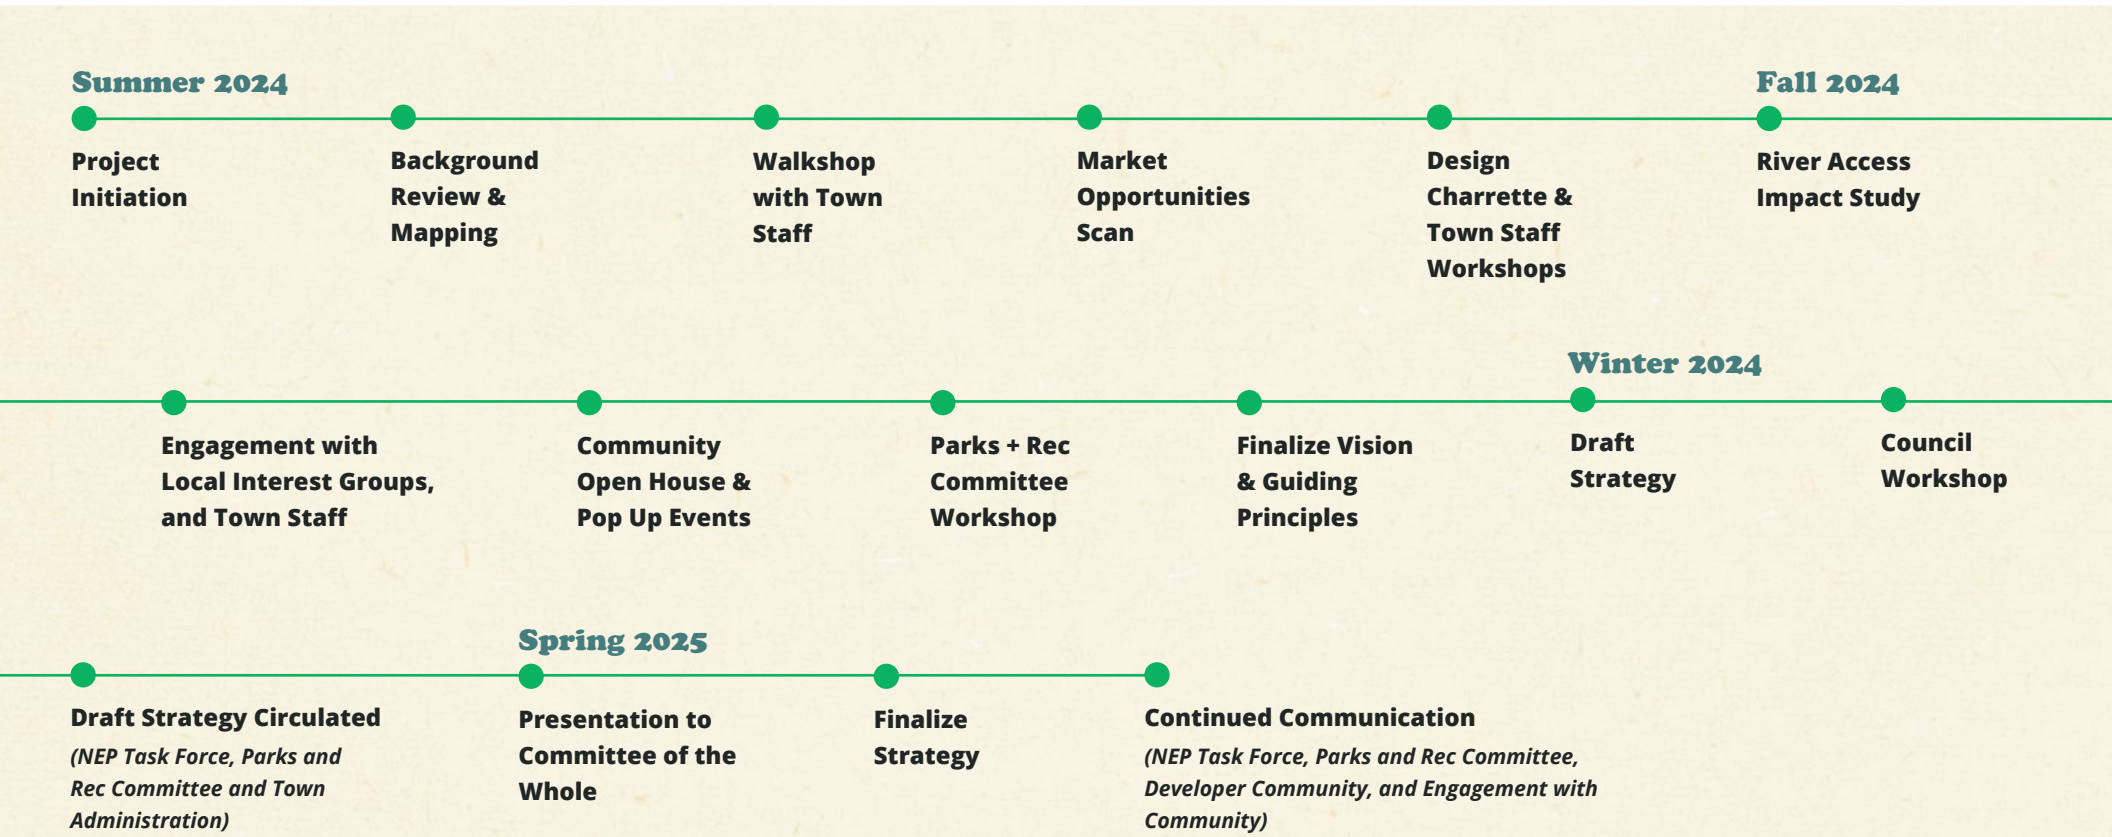 Summer 2024
Project
Initiation
Background
Review &
Mapping
Walkshop
with Town
Staff
Market
Opportunities
Scan
Design
Charrette &
Town Staff
Workshops
Fall 2024
River Access
Impact Study
Engagement with
Local Interest Groups,
and Town Staff
Community
Open House &
Pop Up Events
Parks + Rec
Committee
Workshop
Finalize Vision
& Guiding
Principles
Winter 2024
Draft
Strategy
Council
Workshop
Draft Strategy Circulated
(NEP Task Force, Parks and
Rec Committee and Town
Administration)
Spring 2025
Presentation to
Committee of the
Whole
Finalize
Strategy
Continued Communication
(NEP Task Force, Parks and Rec Committee,
Developer Community, and Engagement with
Community)